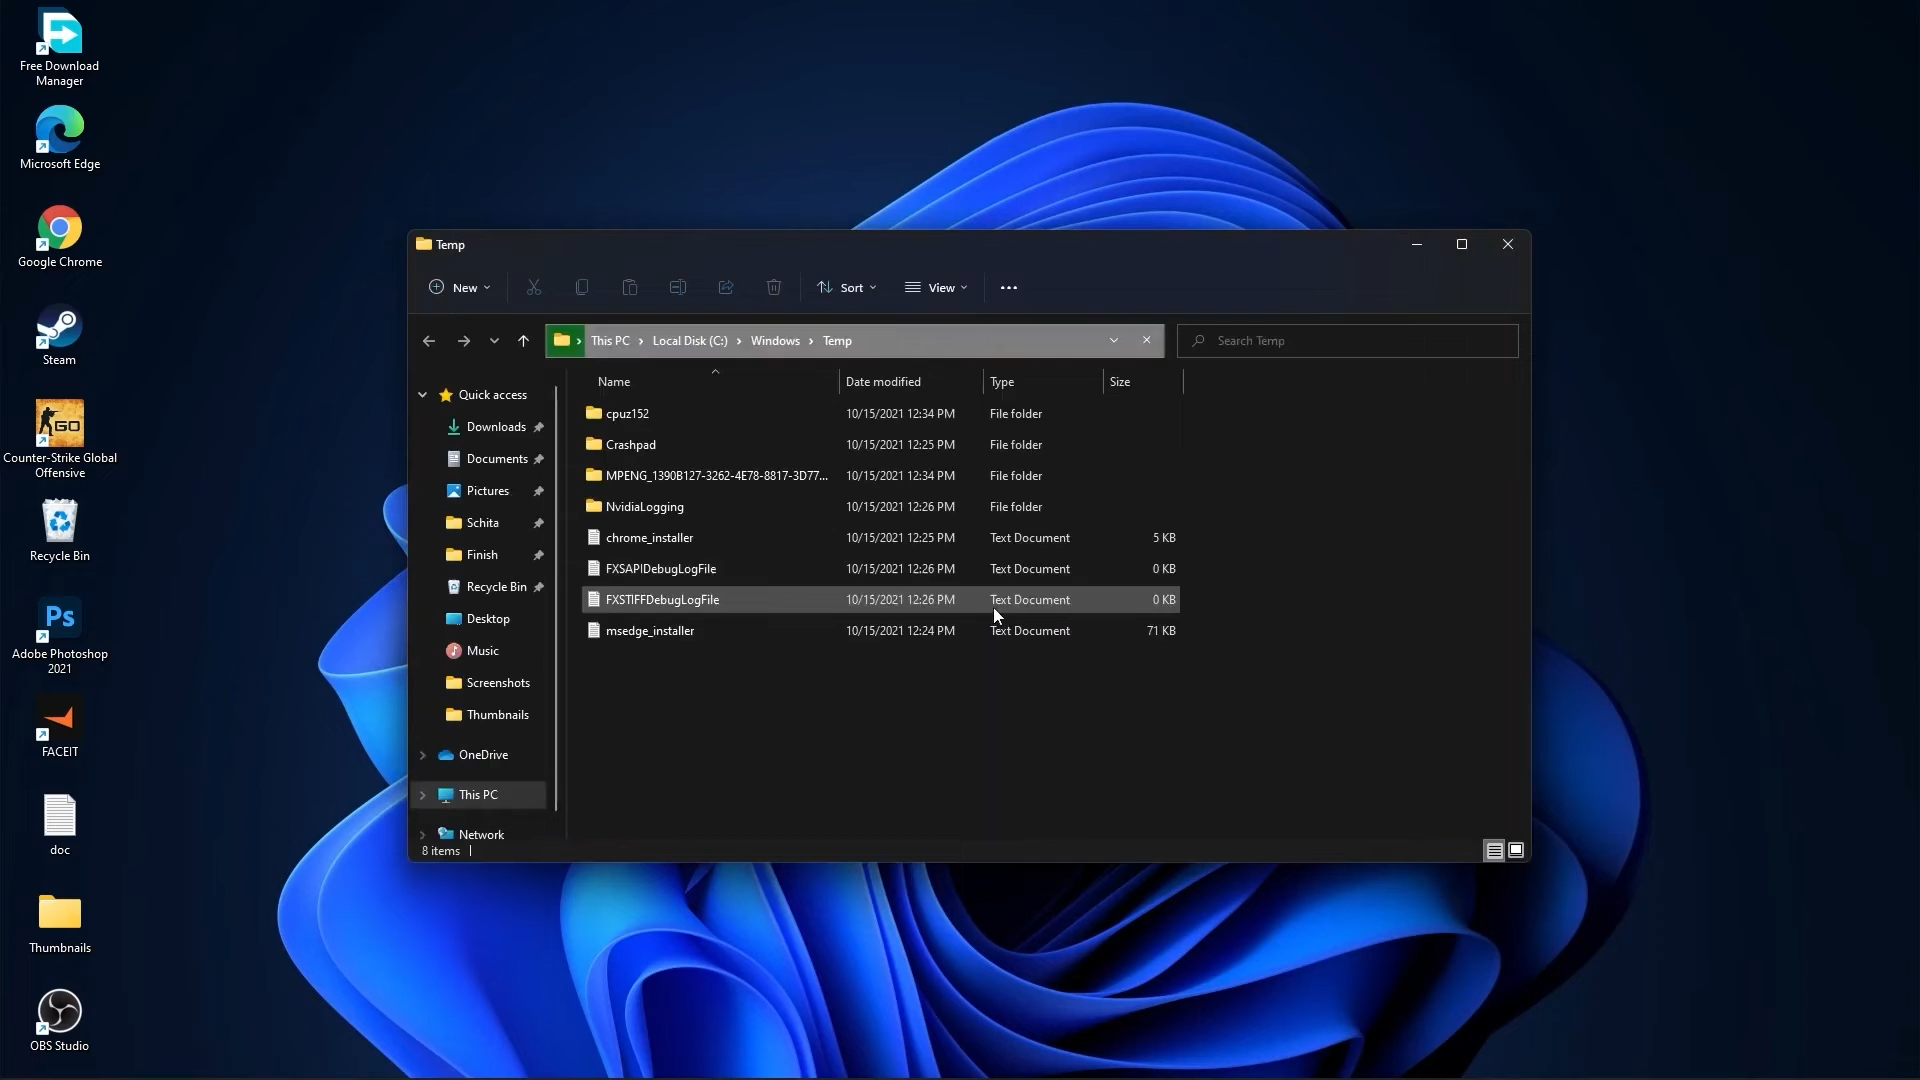 Free Download
Manager
Microsoft Edge
Google Chrome
Steam
GO
Counter-Strike Global
Offensive
Recycle Bin
Ps
Adobe Photoshop
2021
FACEIT
doc
Thumbnails
OBS Studio
Temp
New
Sort
View
This PC > Local Disk (C:) > Windows > Temp
Search Temp
Quick access
Downloads
Documents
Pictures
Schita
Finish
Recycle Bin
Desktop
Music
Screenshots
Thumbnails
OneDrive
This PC
Network
Name Date modified Type Size
cpuz152 10/15/2021 12:34 PM File folder
Crashpad 10/15/2021 12:25 PM File folder
MPENG_1390B127-3262-4E78-8817-3D77... 10/15/2021 12:34 PM File folder
NvidiaLogging 10/15/2021 12:26 PM File folder
chrome_installer 10/15/2021 12:25 PM Text Document 5 KB
FXSAPIDebugLogFile 10/15/2021 12:26 PM Text Document 0 KB
FXSTIFFDebugLogFile 10/15/2021 12:26 PM Text Document 0 KB
msedge_installer 10/15/2021 12:24 PM Text Document 71 KB
8 items